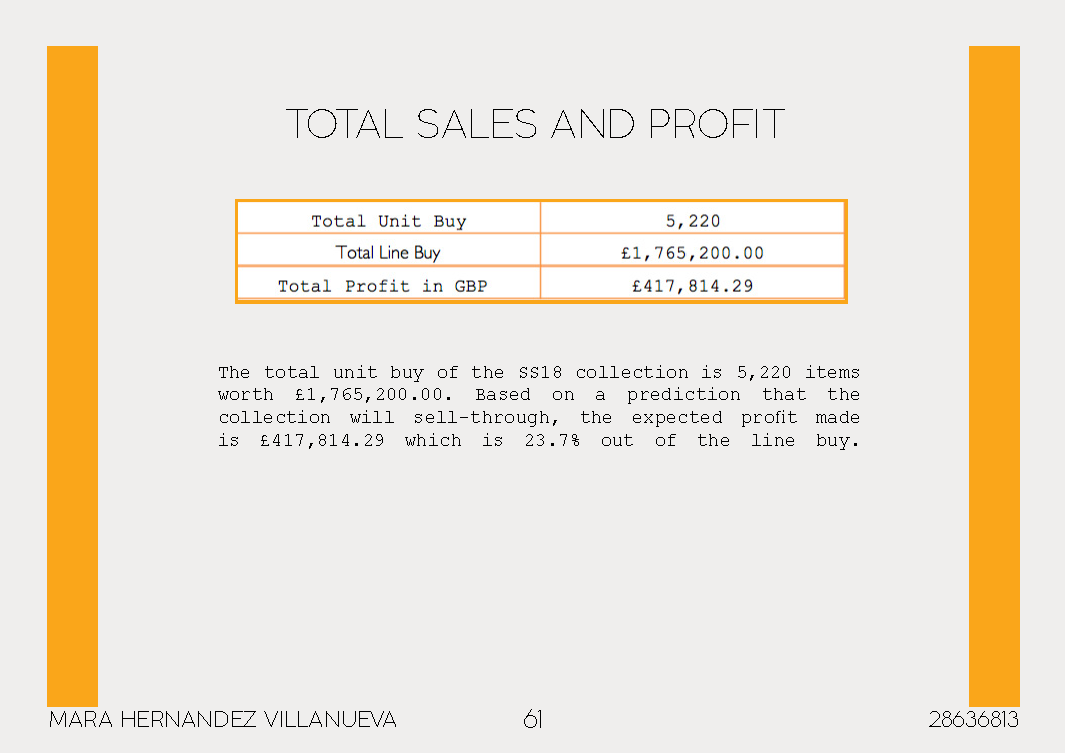 TOTAL SALES AND PROFIT
Total Unit Buy 5,220
Total Line Buy £1,765,200.00
Total Profit in GBP £417,814.29
The total unit buy of the SS18 collection is 5,220 items
worth £1,765,200.00. Based on a prediction that the
collection will sell-through, the expected profit made
is £417,814.29 which is 23.7% out of the line buy.
MARA HERNANDEZ VILLANUEVA 61 28636813